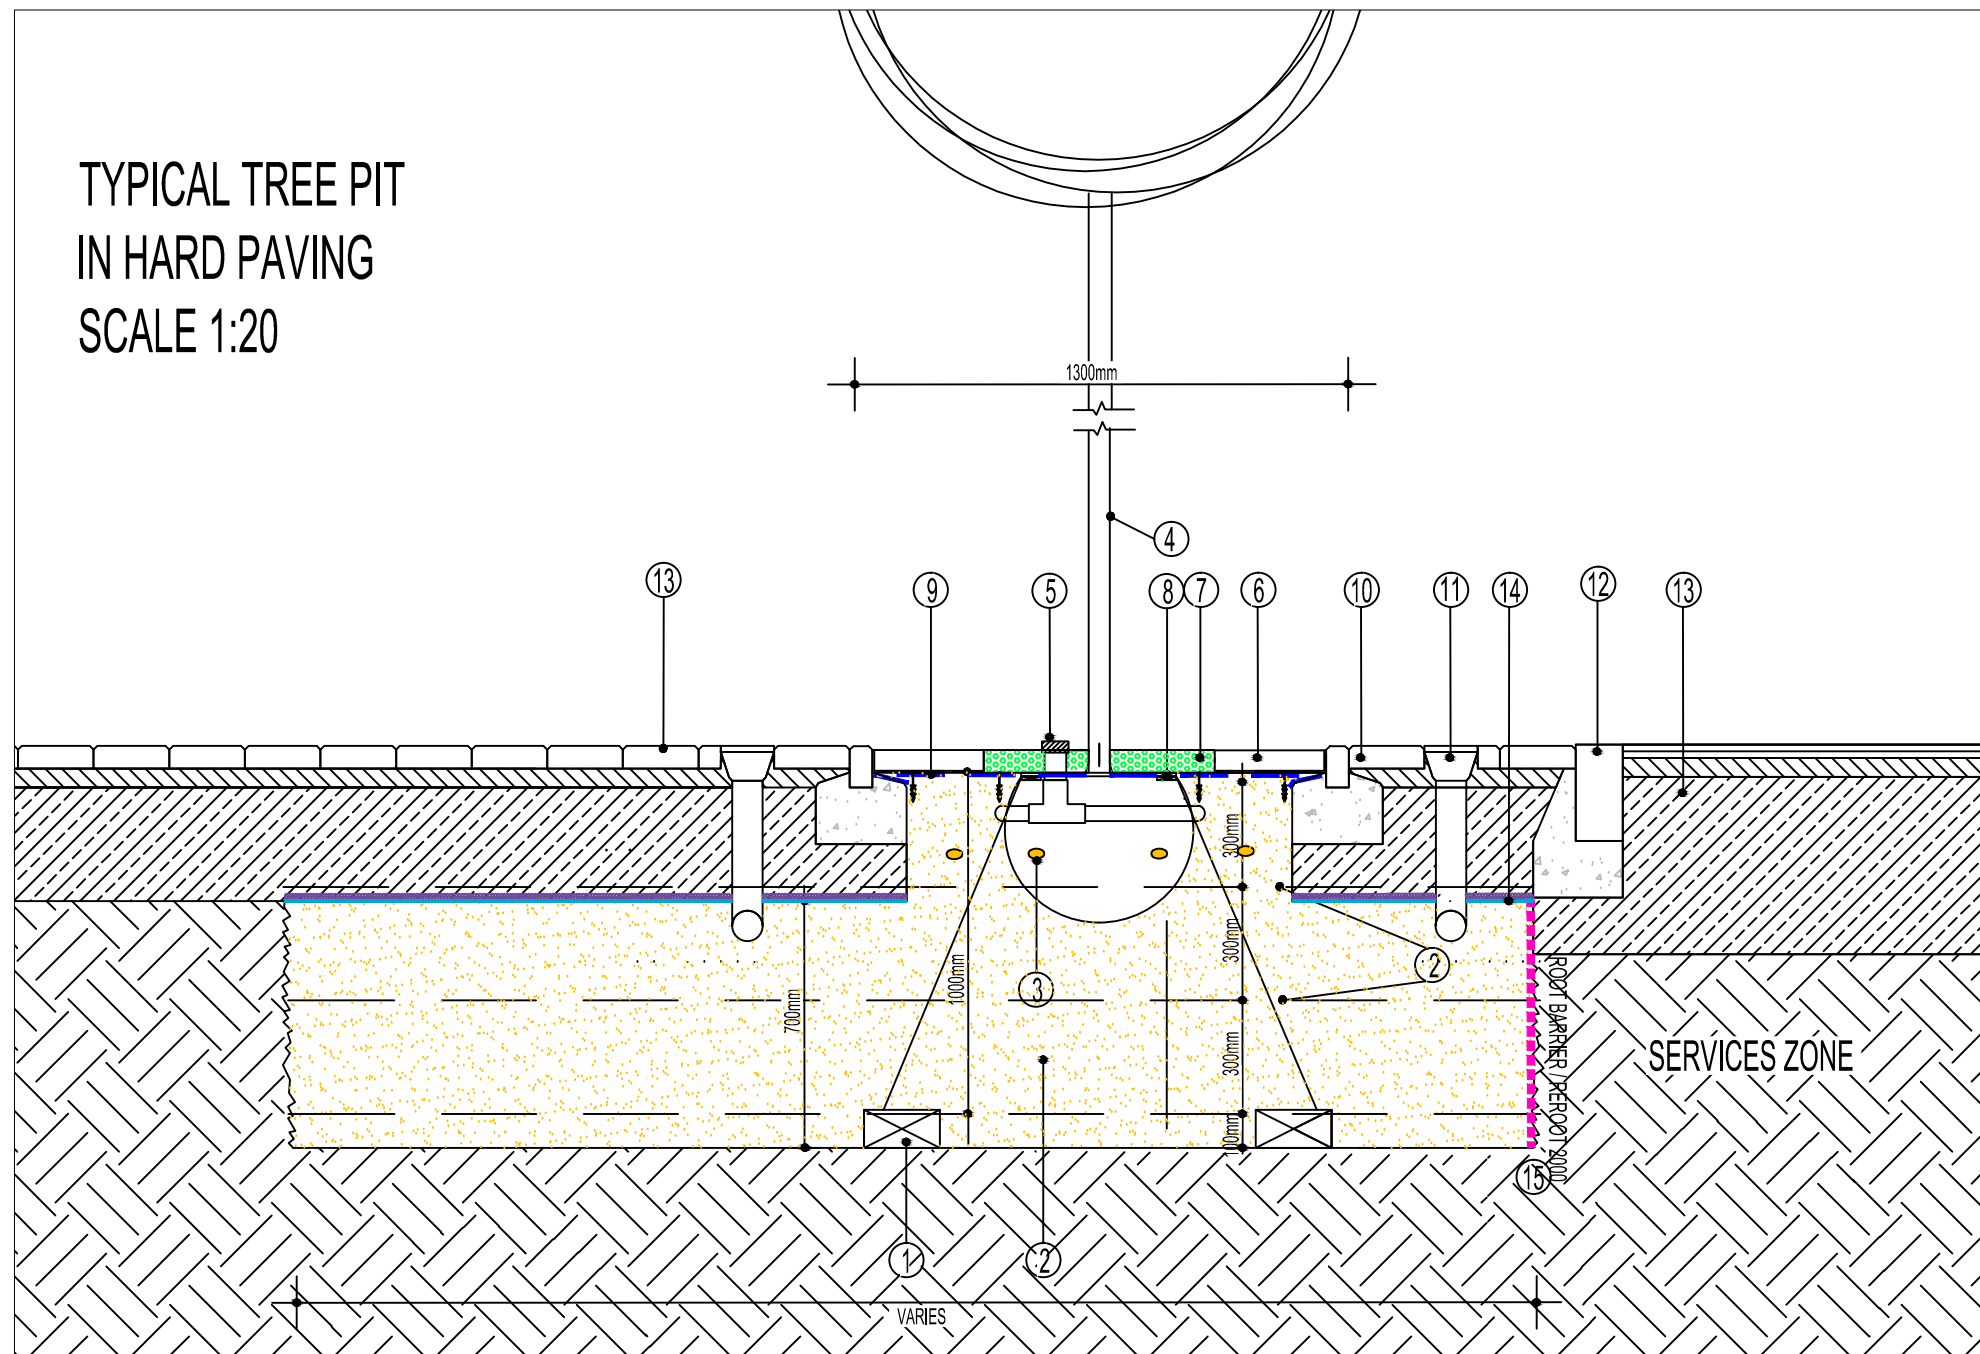 TYPICAL TREE PIT
IN HARD PAVING
SCALE 1:20
1300mm
4
13
9
5
8
7
6
10
11
14
12
13
300mm
300mm
1000mm
700mm
3
2
300mm
100mm
ROOT BARRIER / REROOT 2000
SERVICES ZONE
15
1
2
VARIES